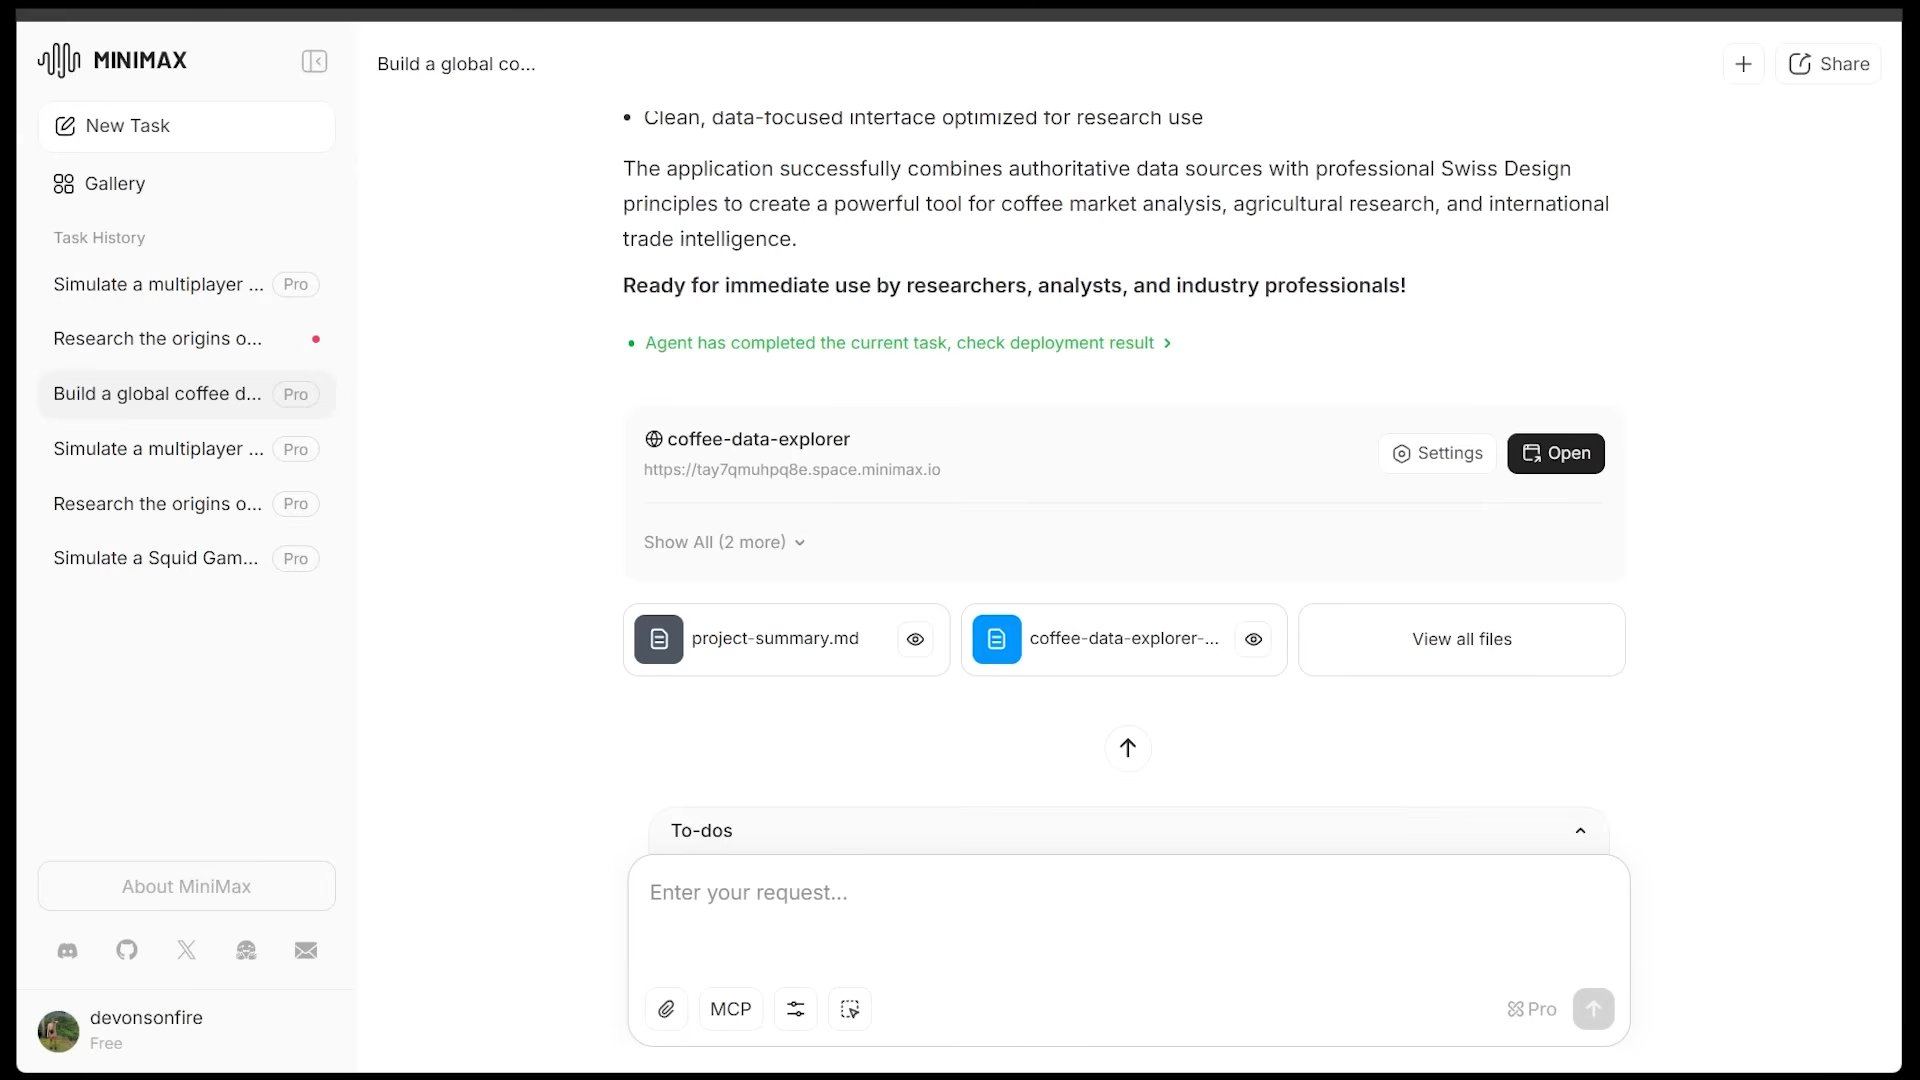 MINIMAX
New Task
Gallery
Task History
Simulate a multiplayer ... Pro
Research the origins o...
Build a global coffee d... Pro
Simulate a multiplayer ... Pro
Research the origins o... Pro
Simulate a Squid Gam... Pro
About MiniMax
devonsonfire
Free
Build a global co...
Share
• Clean, data-focused interface optimized for research use
The application successfully combines authoritative data sources with professional Swiss Design
principles to create a powerful tool for coffee market analysis, agricultural research, and international
trade intelligence.
Ready for immediate use by researchers, analysts, and industry professionals!
• Agent has completed the current task, check deployment result >
coffee-data-explorer
https://tay7qmuhpq8e.space.minimax.io
Settings
Open
Show All (2 more)
project-summary.md
coffee-data-explorer-...
View all files
To-dos
Enter your request...
MCP
Pro